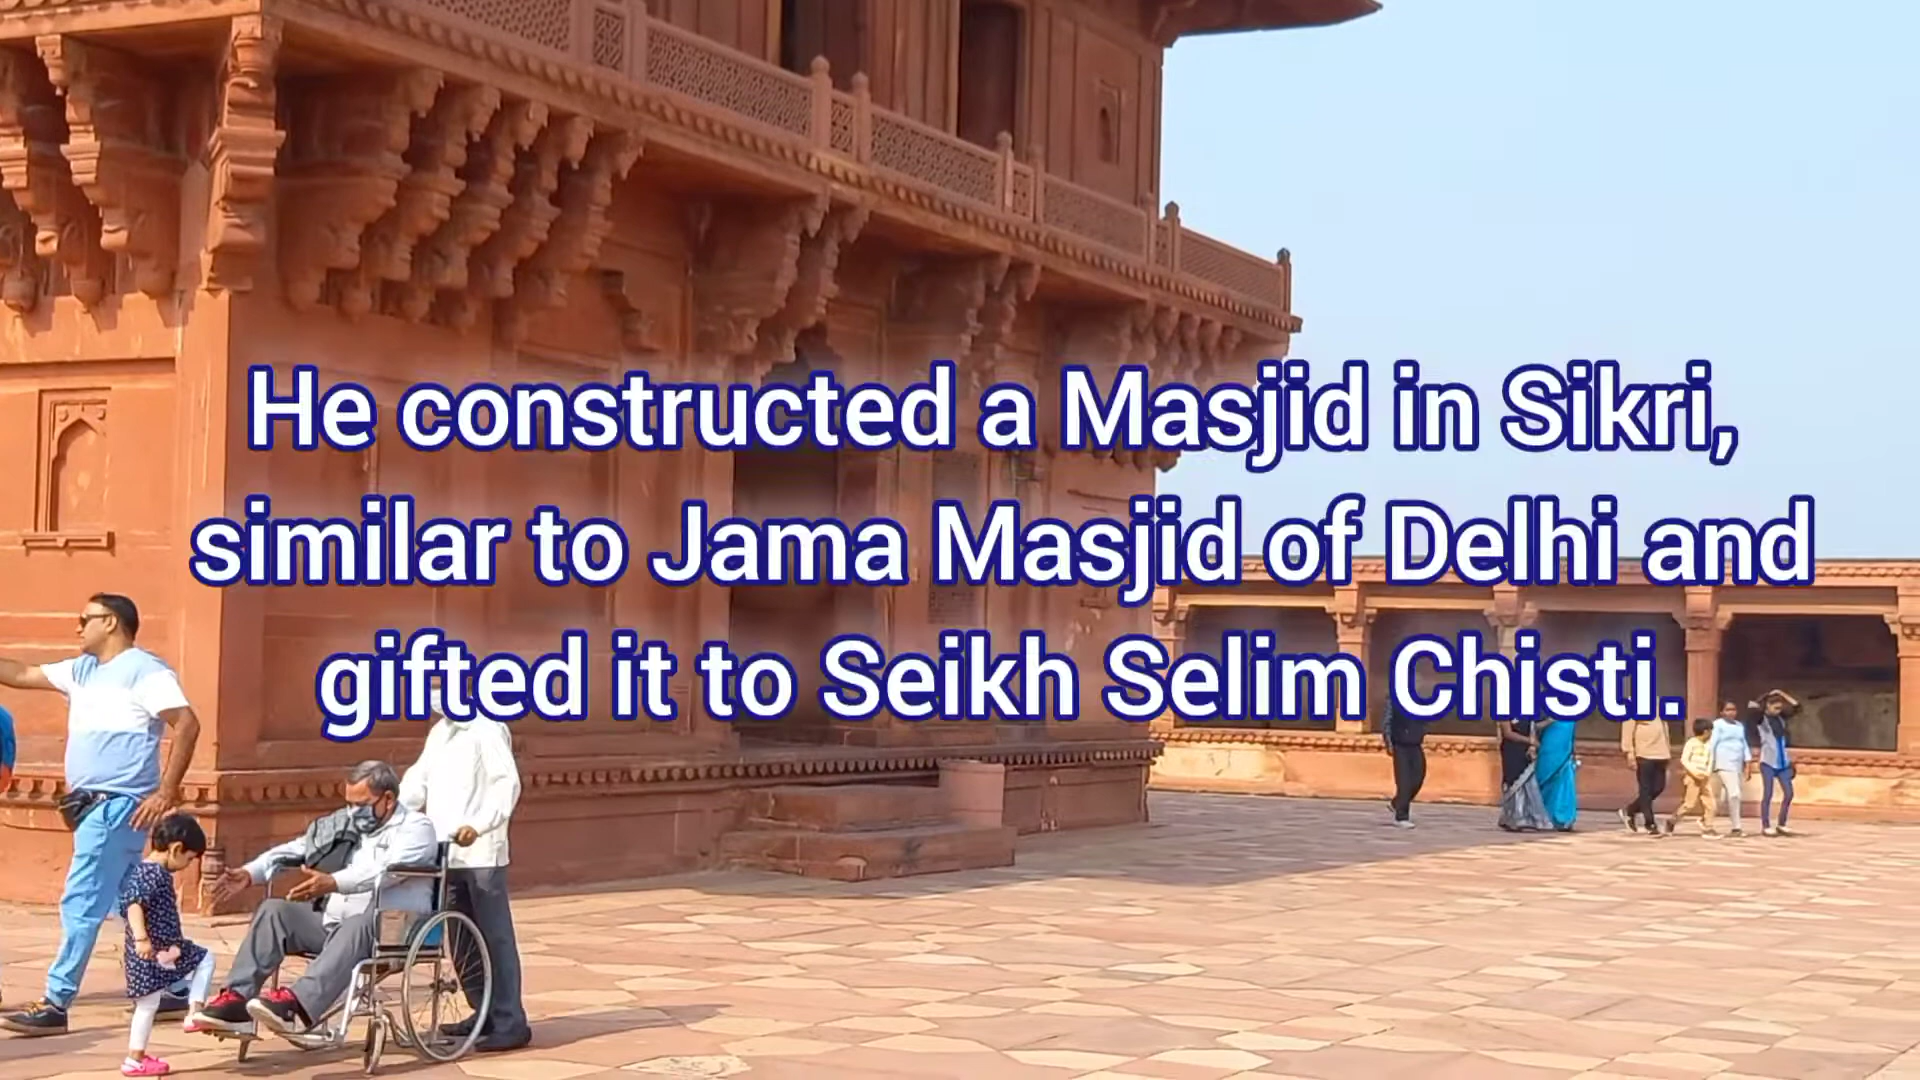 He constructed a Masjid in Sikri,
similar to Jama Masjid of Delhi and
gifted it to Seikh Selim Chisti.